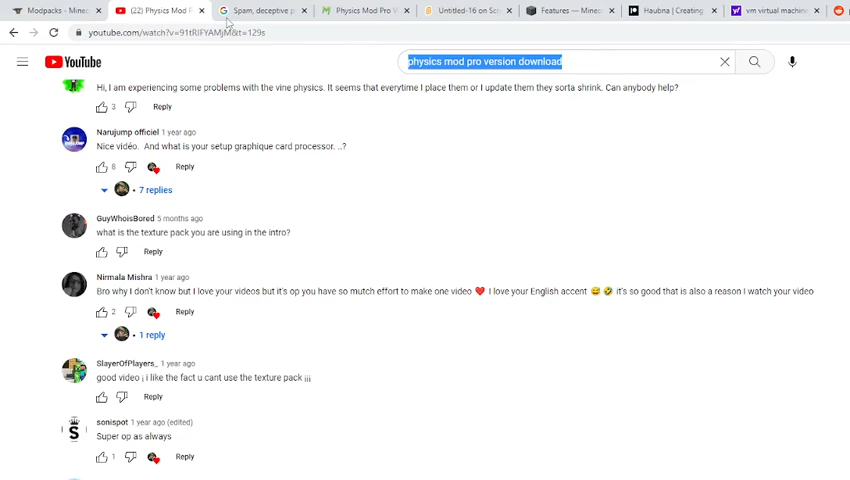 Modpacks - Minec
(22) Physics Mod P
Spam, deceptive p
Physics Mod Pro V
Untitled-16 on Scr
Features — Minec
Haubna | Creating
vm virtual machine
youtube.com/watch?v=91tRIFYAMjM&t=129s
YouTube
physics mod pro version download
Hi, I am experiencing some problems with the vine physics. It seems that everytime I place them or I update them they sorta shrink. Can anybody help?
3 Reply
Narujump officiel 1 year ago
Nice vidéo. And what is your setup graphique card processor. ..?
8 Reply
7 replies
GuyWhoisBored 5 months ago
what is the texture pack you are using in the intro?
Reply
Nirmala Mishra 1 year ago
Bro why I don't know but I love your videos but it's op you have so mutch effort to make one video ❤️ I love your English accent 😅 🤣 it's so good that is also a reason I watch your video
2 Reply
1 reply
SlayerOfPlayers_ 1 year ago
good video ¡ i like the fact u cant use the texture pack ¡¡¡
Reply
sonispot 1 year ago (edited)
Super op as always
1 Reply